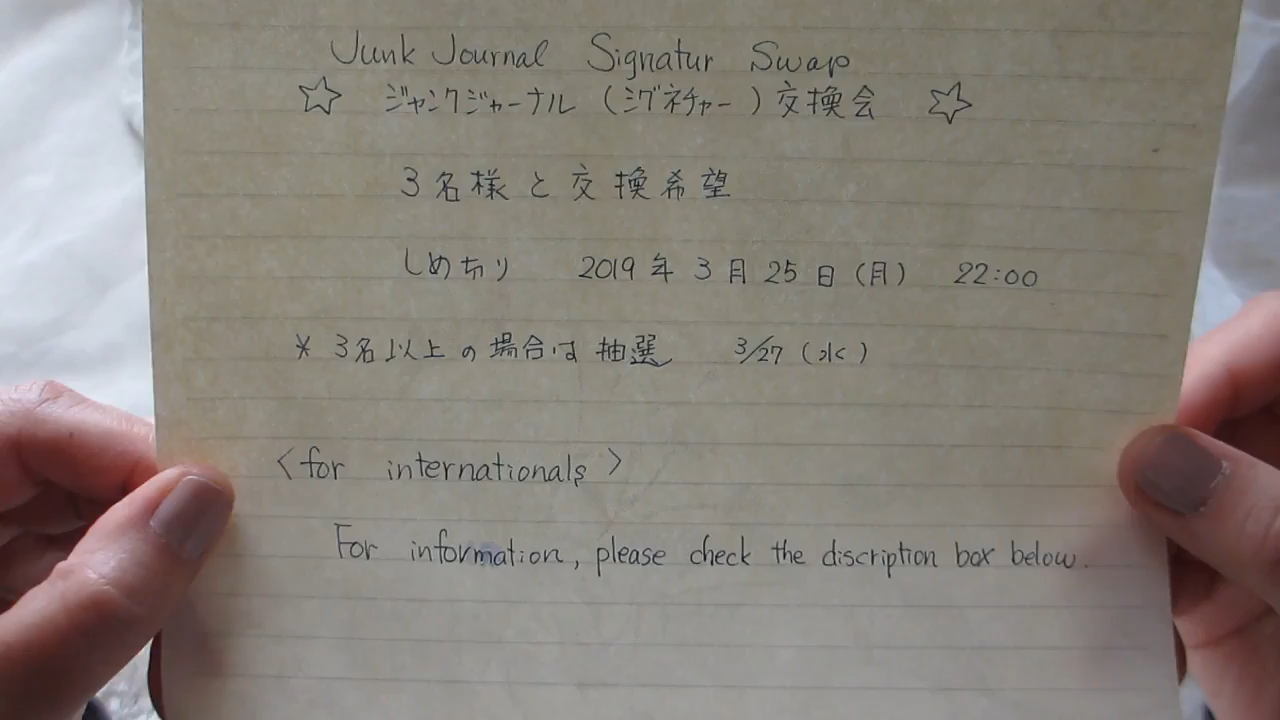 Junk Journal Signatur Swap
☆ ジャンクジャーナル (シグネチャー) 交換会 ☆
3名様と交換希望
しめ切り 2019年3月25日(月) 22:00
* 3名以上の場合は抽選 3/27 (水)
<for internationals>
For information, please check the discription box below.